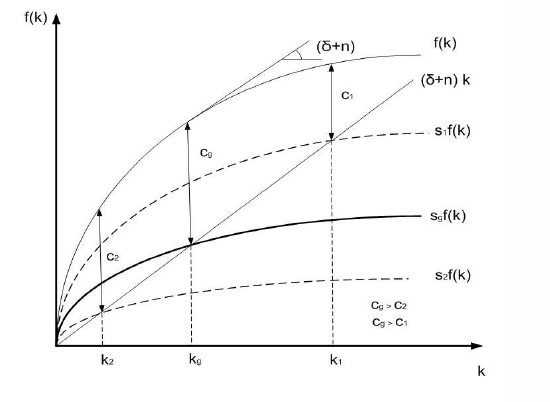 f(k)
(δ+n)
f(k)
(δ+n) k
c₁
s₁f(k)
cg
sgf(k)
c₂
s₂f(k)
cg > c₂
cg > c₁
k₂
kg
k₁
k